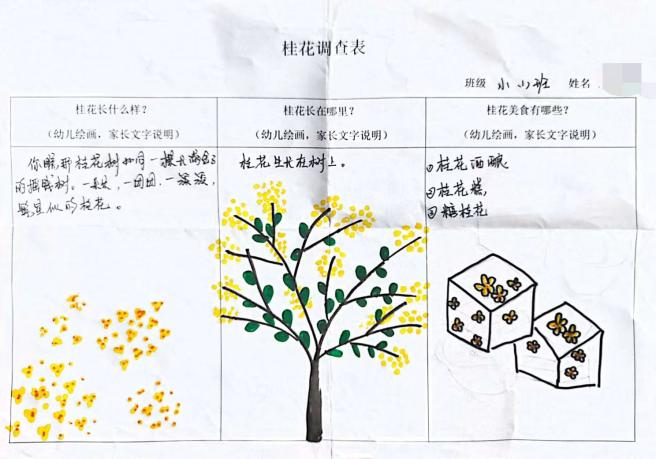 桂花调查表
班级 小小班 姓名
桂花长什么样？
（幼儿绘画，家长文字说明）
你瞧那桂花树如同一棵长满金子
的摇钱树。一朵朵，一团团，一簇簇，
星星似的桂花。
桂花长在哪里？
（幼儿绘画，家长文字说明）
桂花生长在树上。
桂花美食有哪些？
（幼儿绘画，家长文字说明）
①桂花酒酿
②桂花糕
③糖桂花